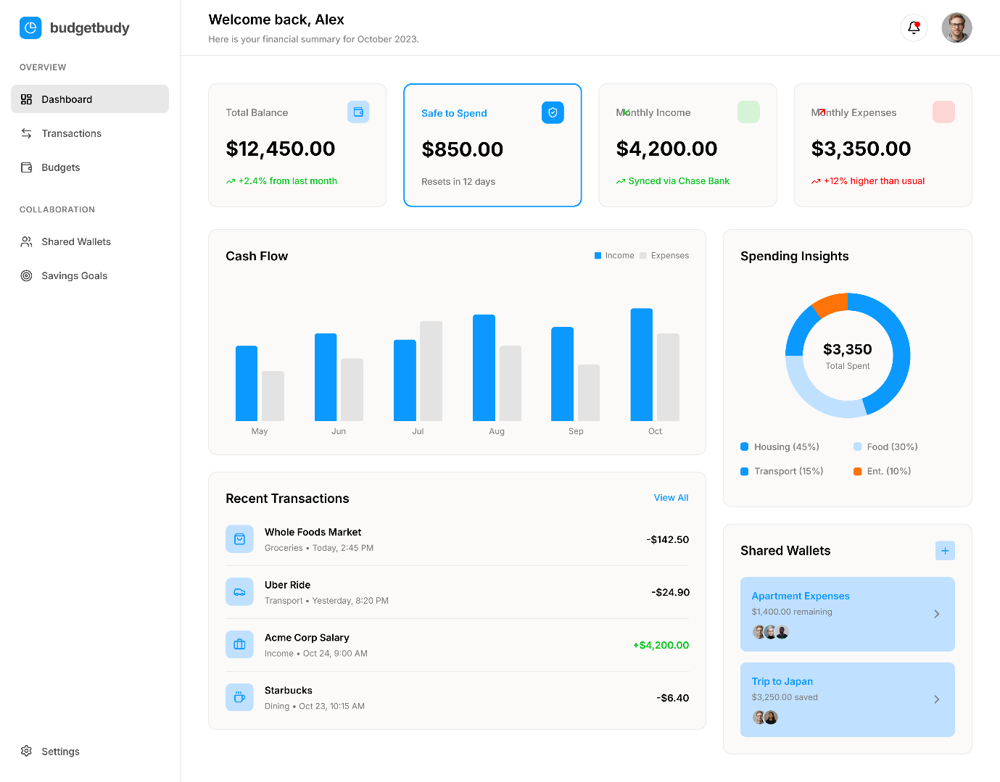 budgetbudy
OVERVIEW
Dashboard
Transactions
Budgets
COLLABORATION
Shared Wallets
Savings Goals
Settings
Welcome back, Alex
Here is your financial summary for October 2023.
Total Balance
$12,450.00
+2.4% from last month
Safe to Spend
$850.00
Resets in 12 days
Monthly Income
$4,200.00
Synced via Chase Bank
Monthly Expenses
$3,350.00
+12% higher than usual
Cash Flow
Income Expenses
May Jun Jul Aug Sep Oct
Spending Insights
$3,350
Total Spent
Housing (45%) Food (30%)
Transport (15%) Ent. (10%)
Recent Transactions View All
Whole Foods Market
Groceries • Today, 2:45 PM
-$142.50
Uber Ride
Transport • Yesterday, 8:20 PM
-$24.90
Acme Corp Salary
Income • Oct 24, 9:00 AM
+$4,200.00
Starbucks
Dining • Oct 23, 10:15 AM
-$6.40
Shared Wallets
Apartment Expenses
$1,400.00 remaining
Trip to Japan
$3,250.00 saved